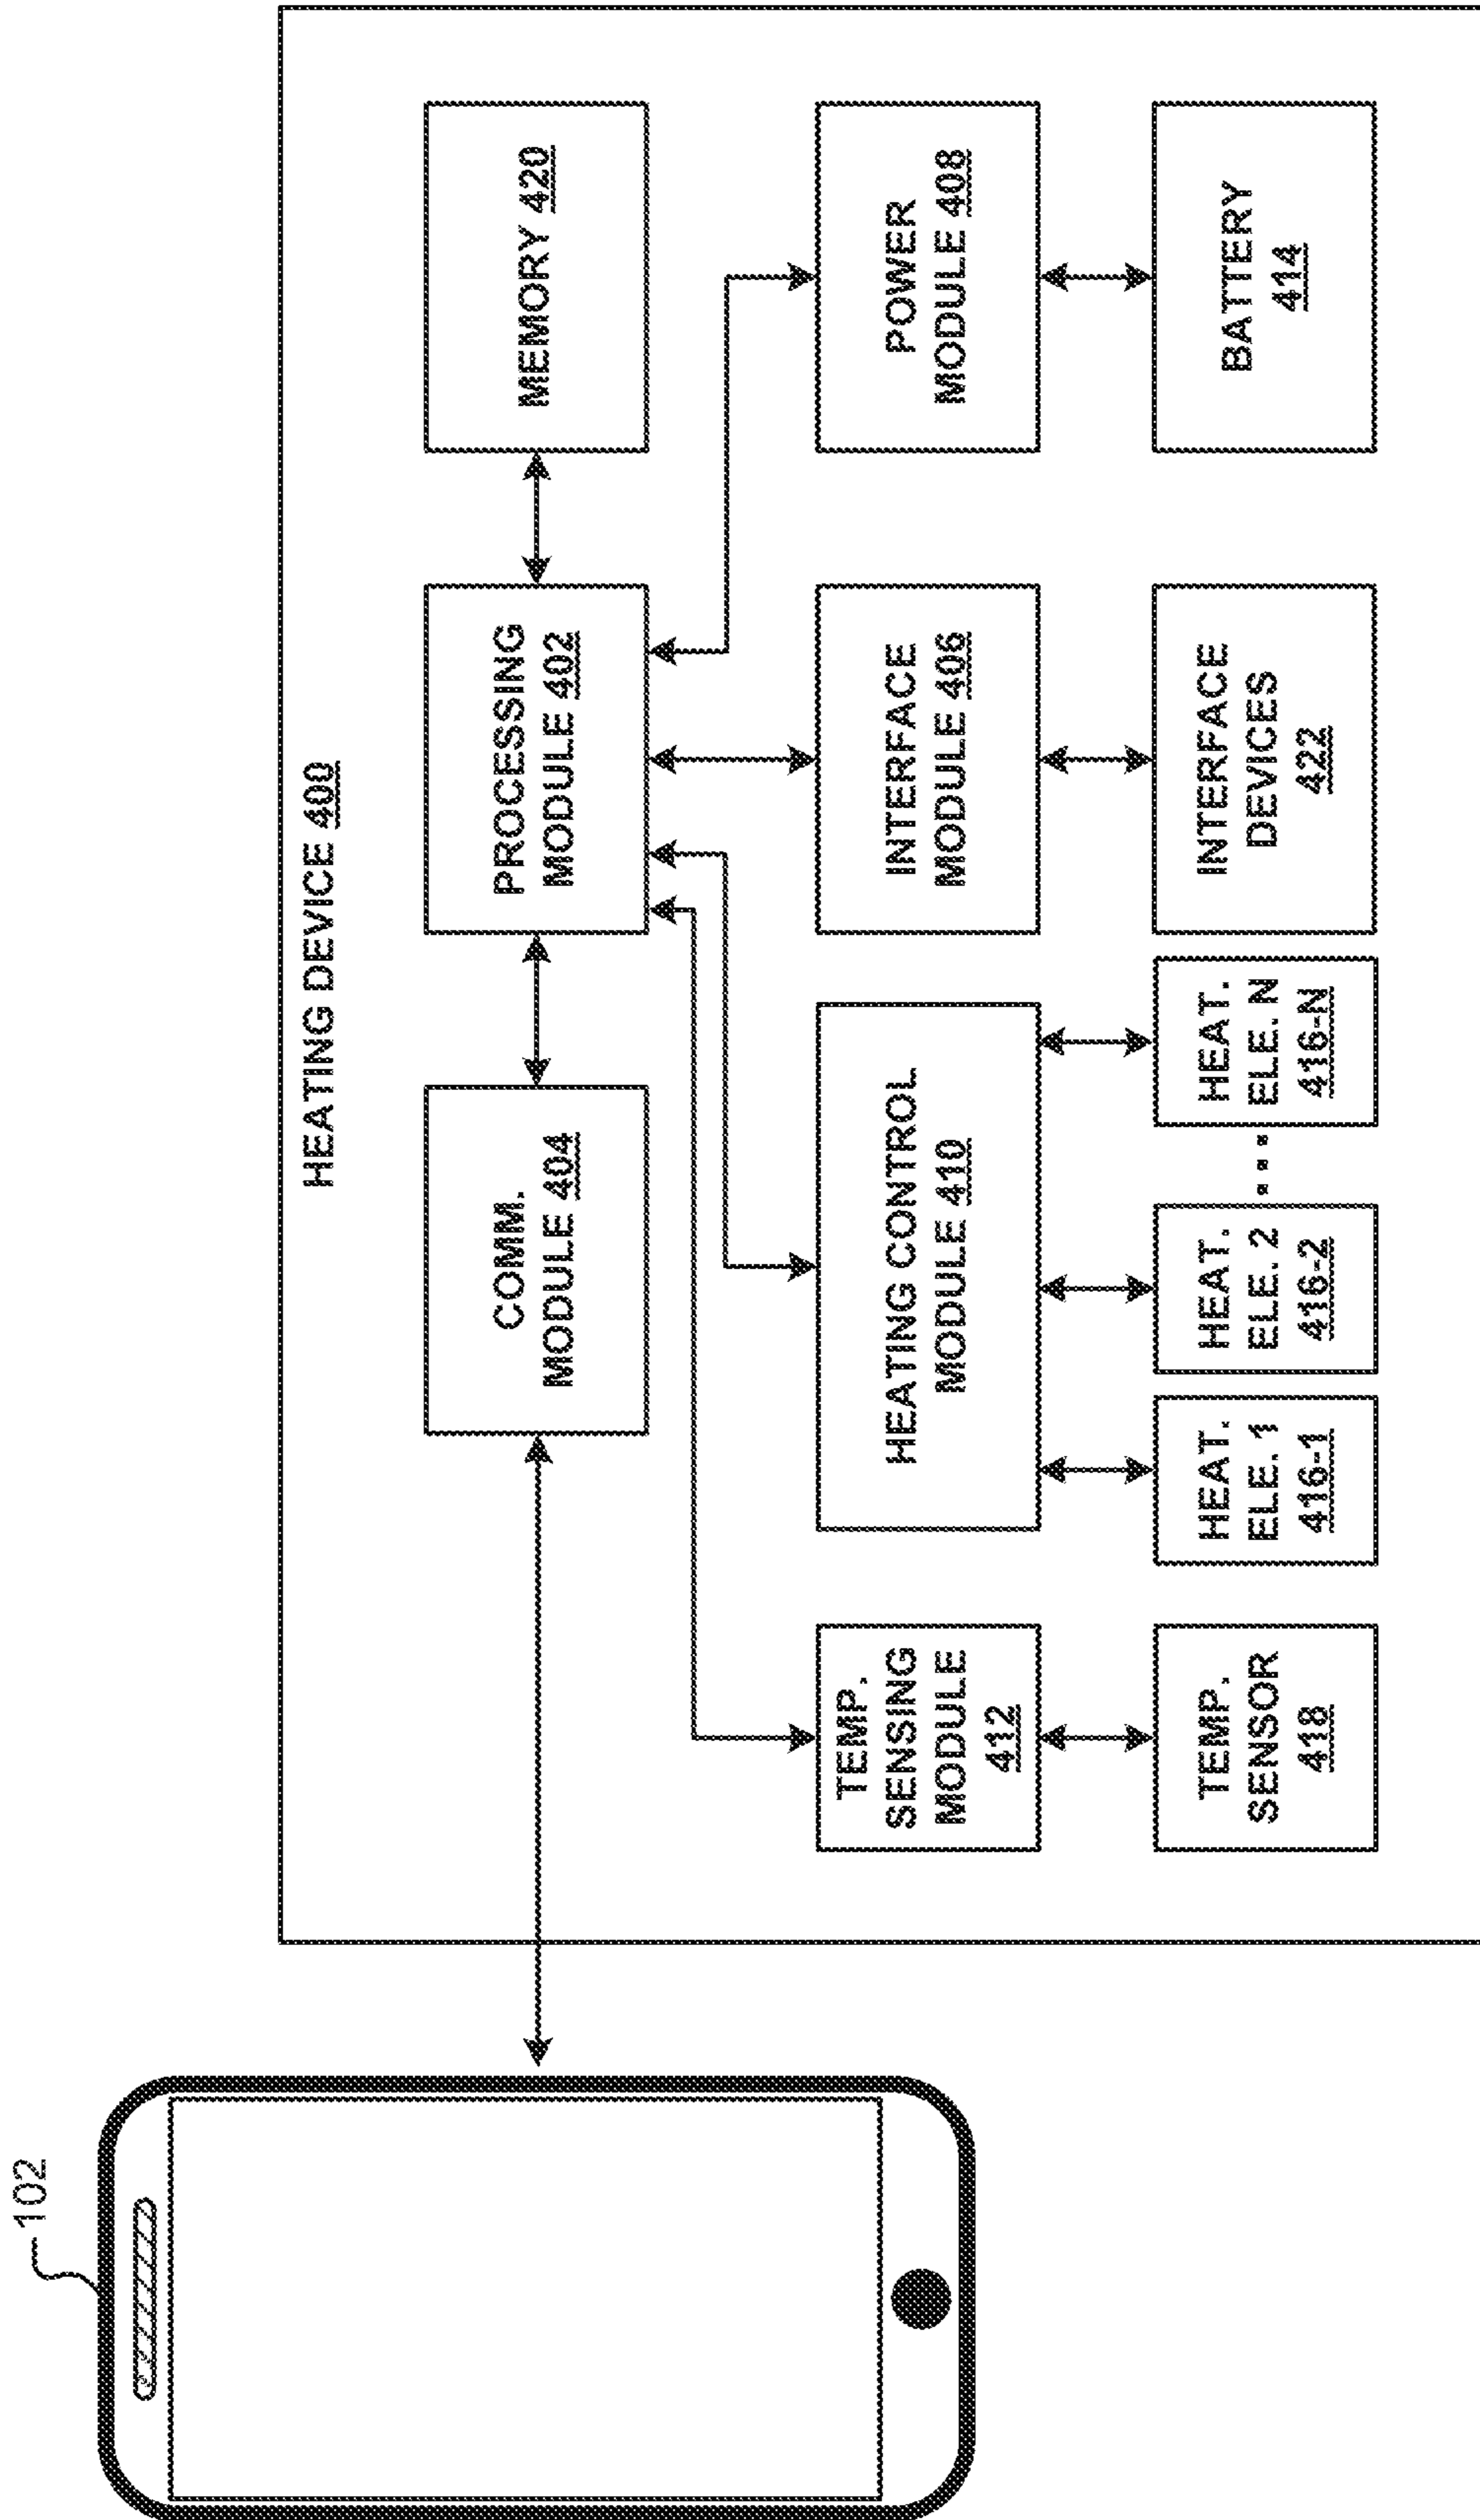 102
HEATING DEVICE 400
COMM.
MODULE 404
PROCESSING
MODULE 402
MEMORY 420
TEMP.
SENSING
MODULE
412
HEATING CONTROL
MODULE 410
INTERFACE
MODULE 406
POWER
MODULE 408
TEMP.
SENSOR
418
HEAT.
ELE. 1
416-1
HEAT.
ELE. 2
416-2
HEAT.
ELE. N
416-N
INTERFACE
DEVICES
422
BATTERY
414